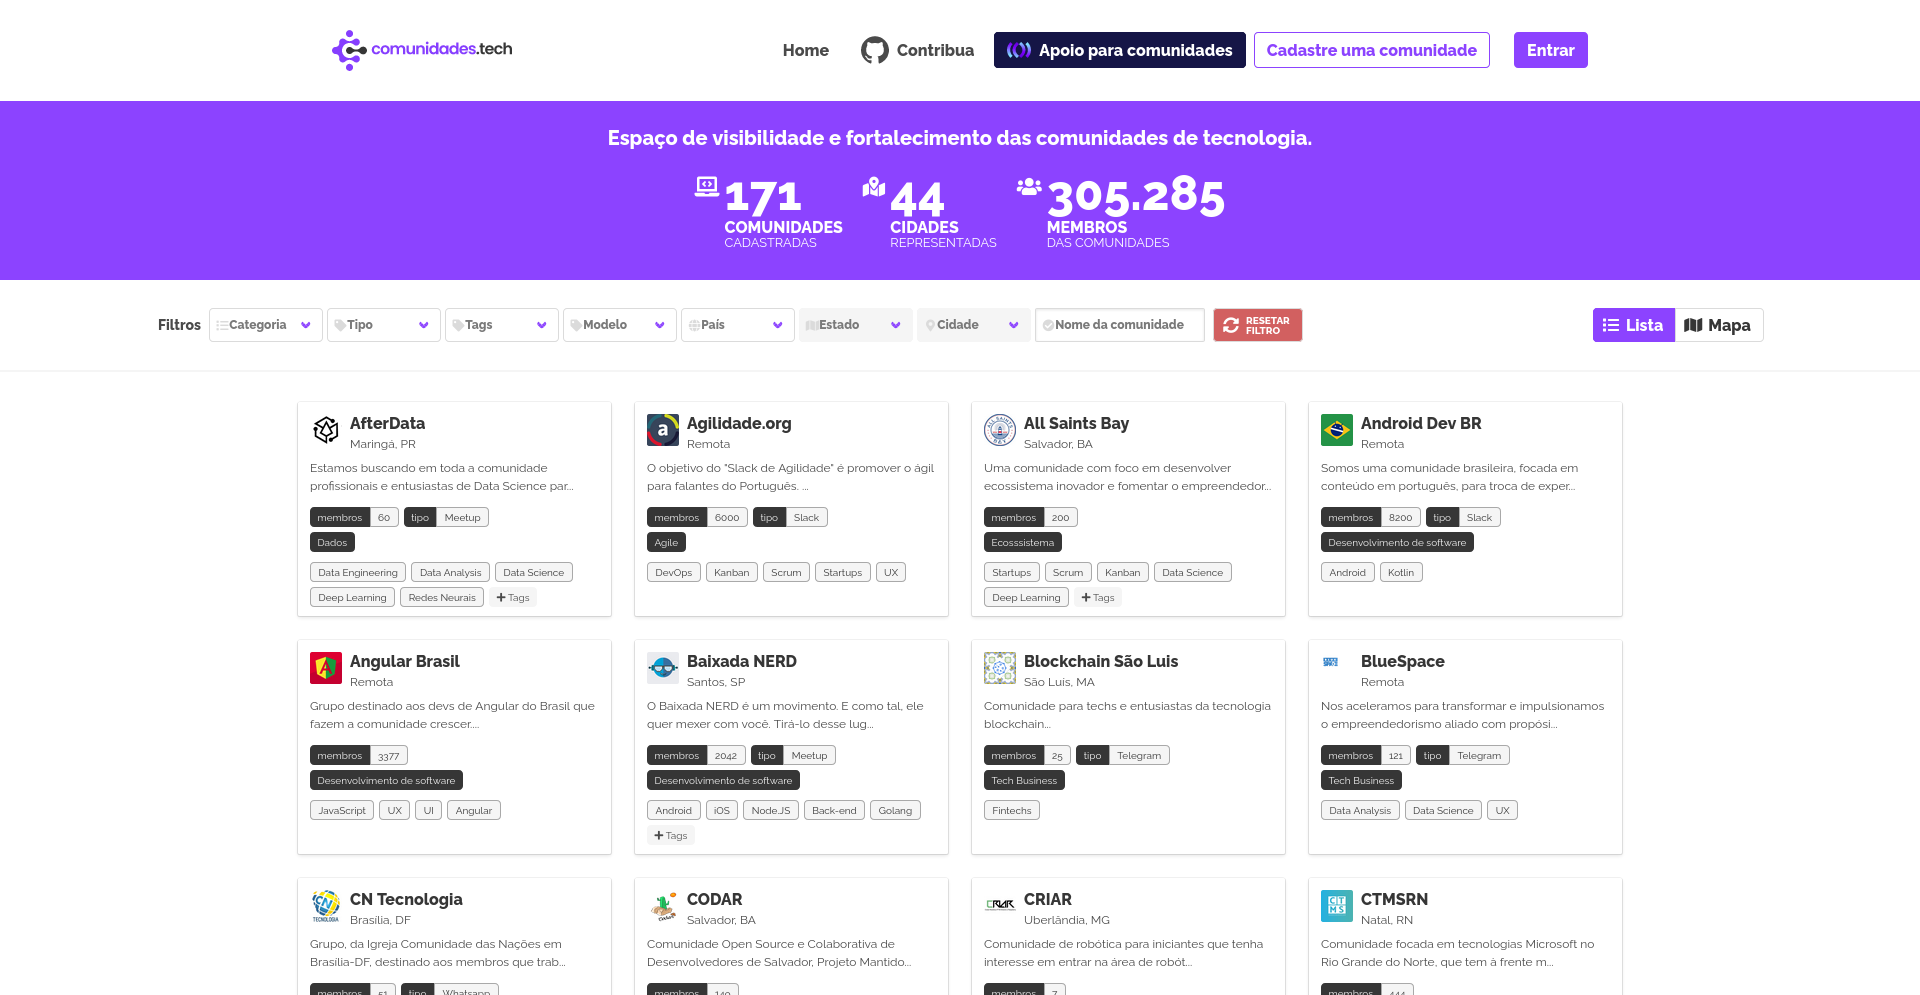 comunidades.tech
Home
Contribua
Apoio para comunidades
Cadastre uma comunidade
Entrar
Espaço de visibilidade e fortalecimento das comunidades de tecnologia.
171
COMUNIDADES
CADASTRADAS
44
CIDADES
REPRESENTADAS
305.285
MEMBROS
DAS COMUNIDADES
Filtros
Categoria
Tipo
Tags
Modelo
País
Estado
Cidade
Nome da comunidade
RESETAR
FILTRO
Lista
Mapa
AfterData
Maringá, PR
Estamos buscando em toda a comunidade
profissionais e entusiastas de Data Science par...
membros 60 tipo Meetup
Dados
Data Engineering Data Analysis Data Science
Deep Learning Redes Neurais + Tags
Agilidade.org
Remota
O objetivo do "Slack de Agilidade" é promover o ágil
para falantes do Português. ...
membros 6000 tipo Slack
Agile
DevOps Kanban Scrum Startups UX
All Saints Bay
Salvador, BA
Uma comunidade com foco em desenvolver
ecossistema inovador e fomentar o empreendedor...
membros 200
Ecosssistema
Startups Scrum Kanban Data Science
Deep Learning + Tags
Android Dev BR
Remota
Somos uma comunidade brasileira, focada em
conteúdo em português, para troca de exper...
membros 8200 tipo Slack
Desenvolvimento de software
Android Kotlin
Angular Brasil
Remota
Grupo destinado aos devs de Angular do Brasil que
fazem a comunidade crescer....
membros 3377
Desenvolvimento de software
JavaScript UX UI Angular
Baixada NERD
Santos, SP
O Baixada NERD é um movimento. E como tal, ele
quer mexer com você. Tirá-lo desse lug...
membros 2042 tipo Meetup
Desenvolvimento de software
Android iOS Node.JS Back-end Golang
+ Tags
Blockchain São Luis
São Luís, MA
Comunidade para techs e entusiastas da tecnologia
blockchain...
membros 25 tipo Telegram
Tech Business
Fintechs
BlueSpace
Remota
Nos aceleramos para transformar e impulsionamos
o empreendedorismo aliado com propósi...
membros 121 tipo Telegram
Tech Business
Data Analysis Data Science UX
CN Tecnologia
Brasília, DF
Grupo, da Igreja Comunidade das Nações em
Brasília-DF, destinado aos membros que trab...
membros 51 tipo Whatsapp
CODAR
Salvador, BA
Comunidade Open Source e Colaborativa de
Desenvolvedores de Salvador, Projeto Mantido...
membros 140
CRIAR
Uberlândia, MG
Comunidade de robótica para iniciantes que tenha
interesse em entrar na área de robót...
membros 7
CTMSRN
Natal, RN
Comunidade focada em tecnologias Microsoft no
Rio Grande do Norte, que tem à frente m...
membros 444